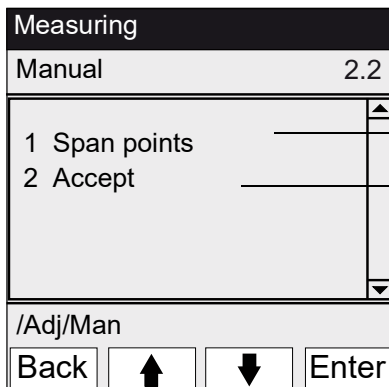 Measuring
Manual 2.2
1 Span points
2 Accept
/Adj/Man
Back Enter